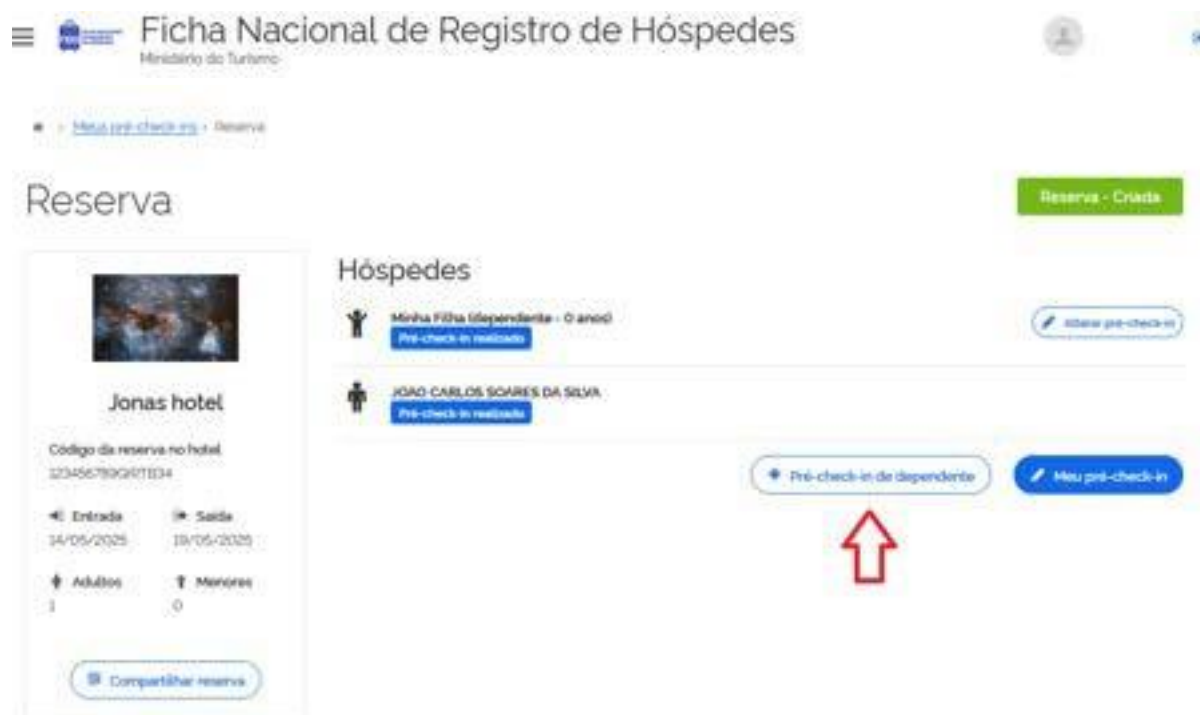 Ficha Nacional de Registro de Hóspedes
Ministério do Turismo
Meus pré-check-ins › Reserva
Reserva
Reserva - Criada
Jonas hotel
Código da reserva no hotel
Entrada
Saída
14/05/2025
19/05/2025
Adultos
Menores
1
0
Compartilhar reserva
Hóspedes
Minha Filha (dependente - 0 anos)
Pré-check-in realizado
Alterar pré-check-in
JOAO CARLOS SOARES DA SILVA
Pré-check-in realizado
Pré-check-in de dependente
Meu pré-check-in